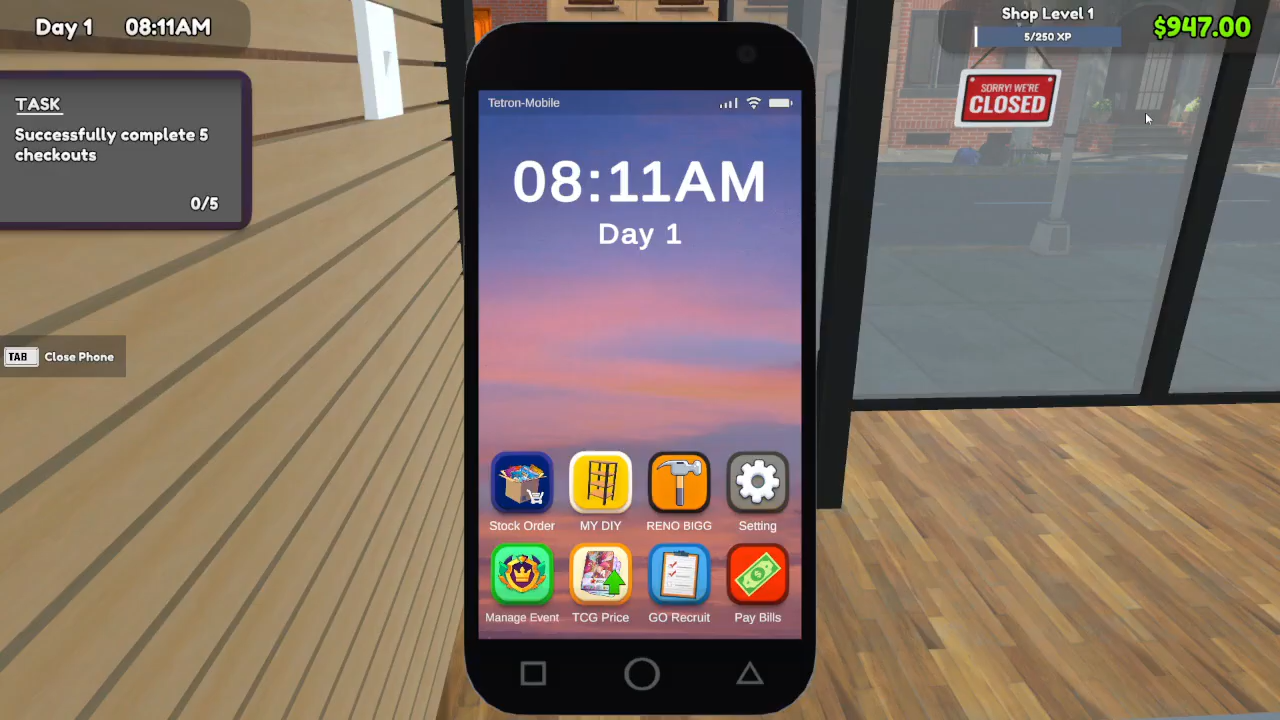 Day 1 08:11AM
TASK
Successfully complete 5
checkouts
0/5
TAB Close Phone
Tetron-Mobile
08:11AM
Day 1
Stock Order MY DIY RENO BIGG Setting
Manage Event TCG Price GO Recruit Pay Bills
Shop Level 1
5/250 XP
$947.00
SORRY! WE'RE
CLOSED